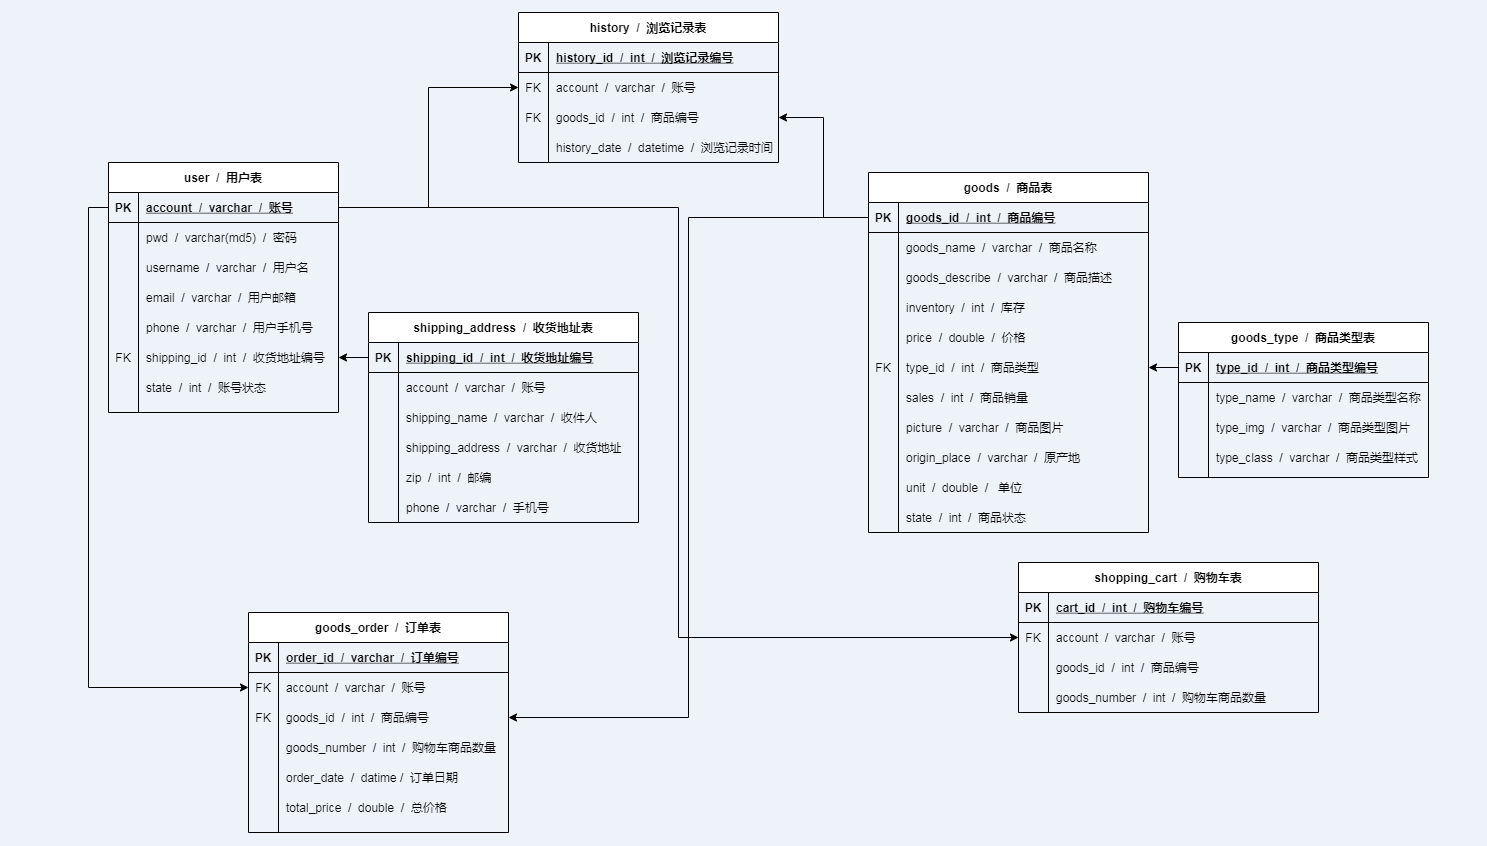 history / 浏览记录表
PK history_id / int / 浏览记录编号
FK account / varchar / 账号
FK goods_id / int / 商品编号
history_date / datetime / 浏览记录时间
user / 用户表
PK account / varchar / 账号
pwd / varchar(md5) / 密码
username / varchar / 用户名
email / varchar / 用户邮箱
phone / varchar / 用户手机号
FK shipping_id / int / 收货地址编号
state / int / 账号状态
shipping_address / 收货地址表
PK shipping_id / int / 收货地址编号
account / varchar / 账号
shipping_name / varchar / 收件人
shipping_address / varchar / 收货地址
zip / int / 邮编
phone / varchar / 手机号
goods / 商品表
PK goods_id / int / 商品编号
goods_name / varchar / 商品名称
goods_describe / varchar / 商品描述
inventory / int / 库存
price / double / 价格
FK type_id / int / 商品类型
sales / int / 商品销量
picture / varchar / 商品图片
origin_place / varchar / 原产地
unit / double / 单位
state / int / 商品状态
goods_type / 商品类型表
PK type_id / int / 商品类型编号
type_name / varchar / 商品类型名称
type_img / varchar / 商品类型图片
type_class / varchar / 商品类型样式
shopping_cart / 购物车表
PK cart_id / int / 购物车编号
FK account / varchar / 账号
goods_id / int / 商品编号
goods_number / int / 购物车商品数量
goods_order / 订单表
PK order_id / varchar / 订单编号
FK account / varchar / 账号
FK goods_id / int / 商品编号
goods_number / int / 购物车商品数量
order_date / datime / 订单日期
total_price / double / 总价格